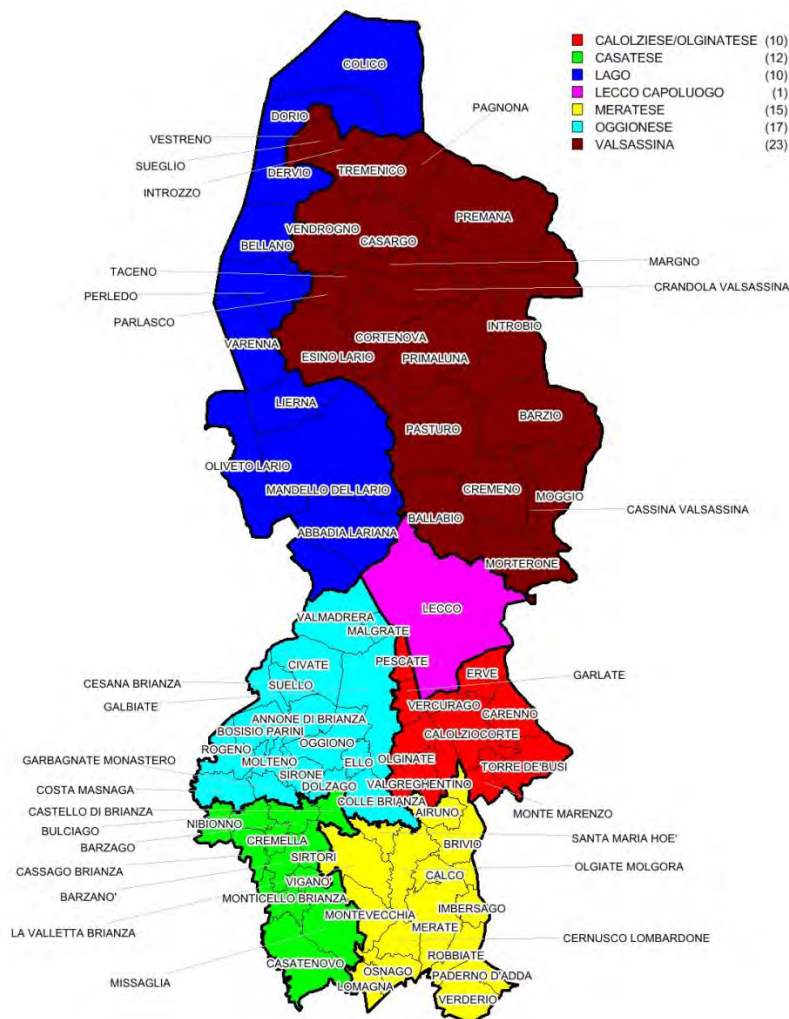 CALOLZIESE/OLGINATESE (10)
CASATESE (12)
LAGO (10)
LECCO CAPOLUOGO (1)
MERATESE (15)
OGGIONESE (17)
VALSASSINA (23)
COLICO
PAGNONA
DORIO
VESTRENO
SUEGLIO
TREMENICO
DERVIO
INTROZZO
PREMANA
VENDROGNO
CASARGO
BELLANO
MARGNO
TACENO
CRANDOLA VALSASSINA
PERLEDO
PARLASCO
INTROBIO
CORTENOVA
VARENNA
ESINO LARIO
PRIMALUNA
LIERNA
BARZIO
PASTURO
OLIVETO LARIO
MANDELLO DEL LARIO
CREMENO
MOGGIO
CASSINA VALSASSINA
BALLABIO
ABBADIA LARIANA
MORTERONE
LECCO
VALMADRERA
MALGRATE
PESCATE
CIVATE
ERVE
GARLATE
CESANA BRIANZA
SUELLO
GALBIATE
VERCURAGO
CARENNO
ANNONE DI BRIANZA
BOSISIO PARINI
CALOLZIOCORTE
OGGIONO
ROGENO
GARBAGNATE MONASTERO
MOLTENO
ELLO
OLGINATE
TORRE DE'BUSI
SIRONE
COSTA MASNAGA
DOLZAGO
VALGREGHENTINO
COLLE BRIANZA
CASTELLO DI BRIANZA
AIRUNO
MONTE MARENZO
NIBIONNO
BULCIAGO
SANTA MARIA HOE'
CREMELLA
BRIVIO
BARZAGO
SIRTORI
OLGIATE MOLGORA
CASSAGO BRIANZA
CALCO
VIGANO'
BARZANO'
MONTICELLO BRIANZA
IMBERSAGO
MONTEVECCHIA
LA VALLETTA BRIANZA
MERATE
CERNUSCO LOMBARDONE
ROBBIATE
CASATENOVO
MISSAGLIA
OSNAGO
PADERNO D'ADDA
LOMAGNA
VERDERIO